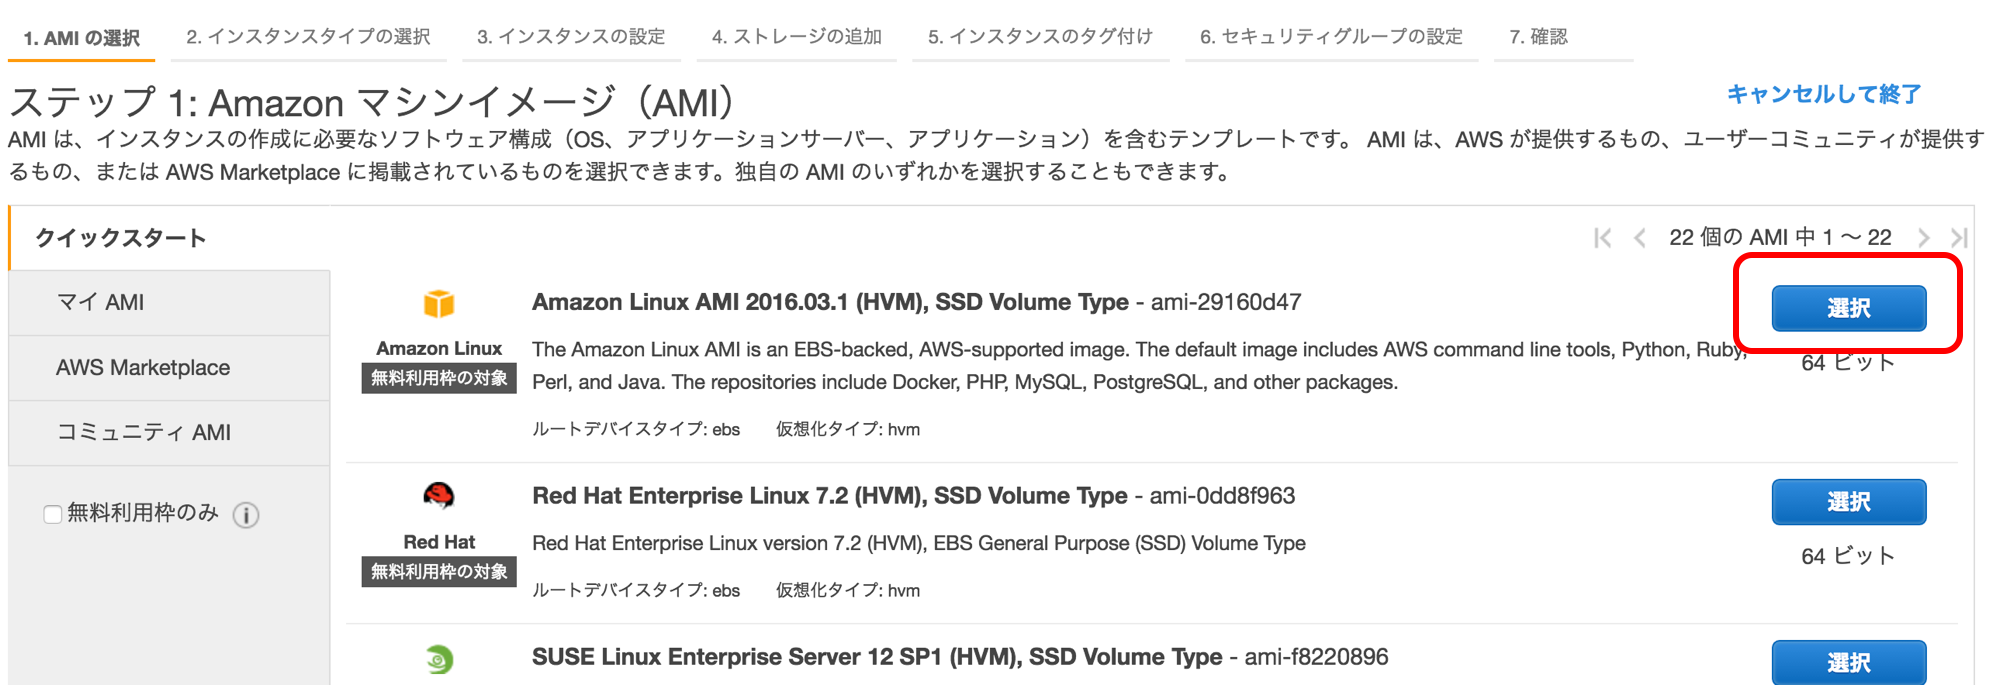 1. AMI の選択 2. インスタンスタイプの選択 3. インスタンスの設定 4. ストレージの追加 5. インスタンスのタグ付け 6. セキュリティグループの設定 7. 確認
ステップ 1: Amazon マシンイメージ（AMI）
キャンセルして終了
AMI は、インスタンスの作成に必要なソフトウェア構成（OS、アプリケーションサーバー、アプリケーション）を含むテンプレートです。 AMI は、AWS が提供するもの、ユーザーコミュニティが提供す
るもの、または AWS Marketplace に掲載されているものを選択できます。独自の AMI のいずれかを選択することもできます。
クイックスタート
マイ AMI
AWS Marketplace
コミュニティ AMI
無料利用枠のみ
22 個の AMI 中 1 〜 22
Amazon Linux
無料利用枠の対象
Amazon Linux AMI 2016.03.1 (HVM), SSD Volume Type - ami-29160d47
The Amazon Linux AMI is an EBS-backed, AWS-supported image. The default image includes AWS command line tools, Python, Ruby,
Perl, and Java. The repositories include Docker, PHP, MySQL, PostgreSQL, and other packages.
ルートデバイスタイプ: ebs 仮想化タイプ: hvm
選択
64 ビット
Red Hat
無料利用枠の対象
Red Hat Enterprise Linux 7.2 (HVM), SSD Volume Type - ami-0dd8f963
Red Hat Enterprise Linux version 7.2 (HVM), EBS General Purpose (SSD) Volume Type
ルートデバイスタイプ: ebs 仮想化タイプ: hvm
選択
64 ビット
SUSE Linux Enterprise Server 12 SP1 (HVM), SSD Volume Type - ami-f8220896
選択